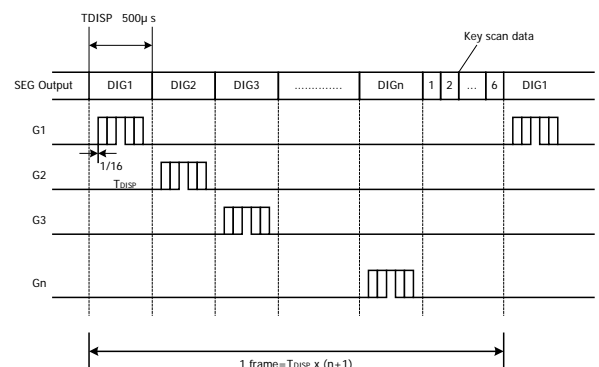 TDISP 500μ s
Key scan data
SEG Output DIG1 DIG2 DIG3 .............. DIGn 1 2 ... 6 DIG1
G1
1/16
TDISP
G2
G3
Gn
1 frame=TDISP x (n+1)